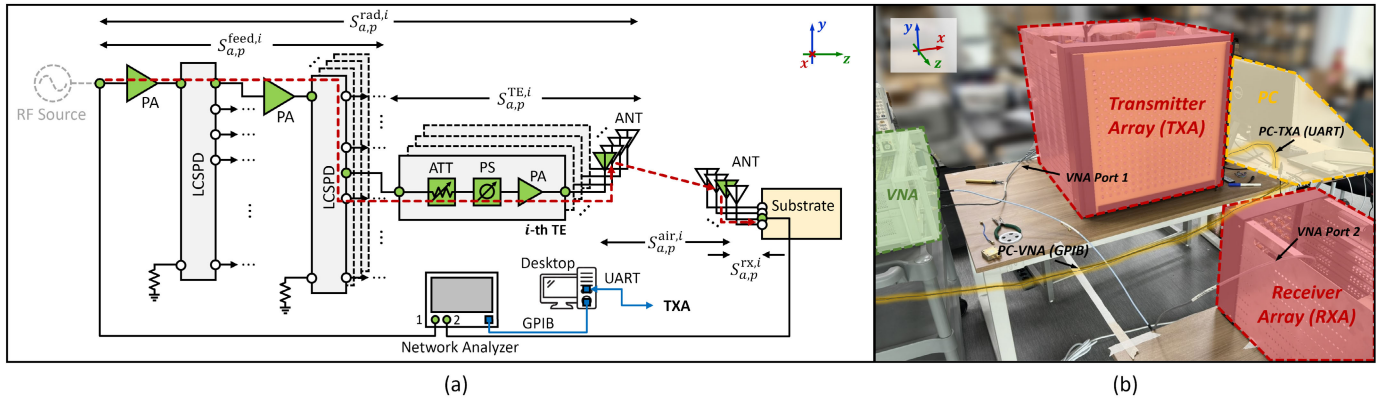 S_{a,p}^{rad,i}
S_{a,p}^{feed,i}
y
x
z
RF Source
PA
LCSPD
PA
LCSPD
S_{a,p}^{TE,i}
ANT
ATT
PS
PA
i-th TE
ANT
Substrate
S_{a,p}^{air,i}
S_{a,p}^{rx,i}
Desktop
UART
TXA
GPIB
1
2
Network Analyzer
(a)
y
x
z
Transmitter
Array (TXA)
PC
PC-TXA (UART)
VNA Port 1
VNA
PC-VNA (GPIB)
VNA Port 2
Receiver
Array (RXA)
(b)